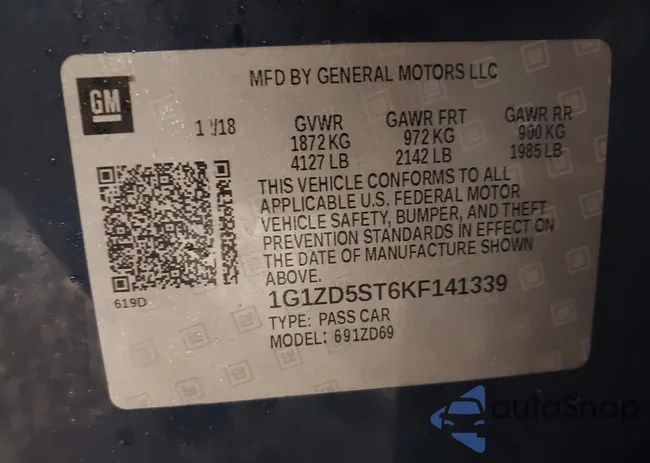 MFD BY GENERAL MOTORS LLC
GM
GVWR GAWR FRT GAWR RR
1872 KG 972 KG 900 KG
4127 LB 2142 LB 1985 LB
THIS VEHICLE CONFORMS TO ALL
APPLICABLE U.S. FEDERAL MOTOR
VEHICLE SAFETY, BUMPER, AND THEFT
PREVENTION STANDARDS IN EFFECT ON
THE DATE OF MANUFACTURE SHOWN
ABOVE.
619D
1G1ZD5ST6KF141339
TYPE: PASS CAR
MODEL: 691ZD69
autoSnap